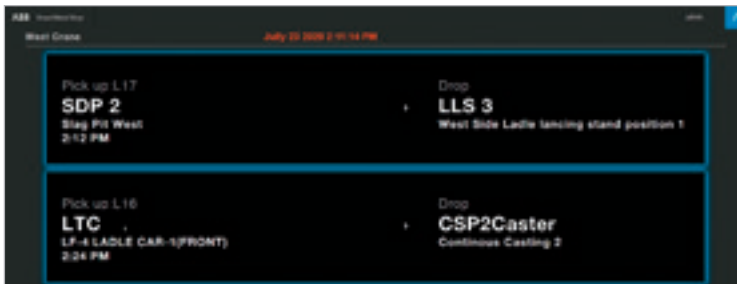 ABB
West Crane
July 23 2020 2:11:14 PM
Pick up:L17
Drop
SDP 2
LLS 3
Slag Pit West
West Side Ladle lancing stand position 1
2:12 PM
Pick up:L16
Drop
LTC
CSP2Caster
LF-4 LADLE CAR-1(FRONT)
Continous Casting 2
2:24 PM